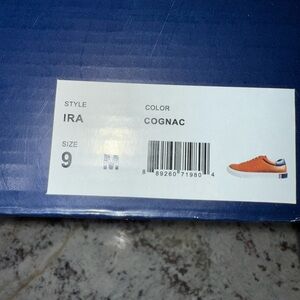 STYLE COLOR
IRA COGNAC
SIZE
9 M
8 89260 71980 4